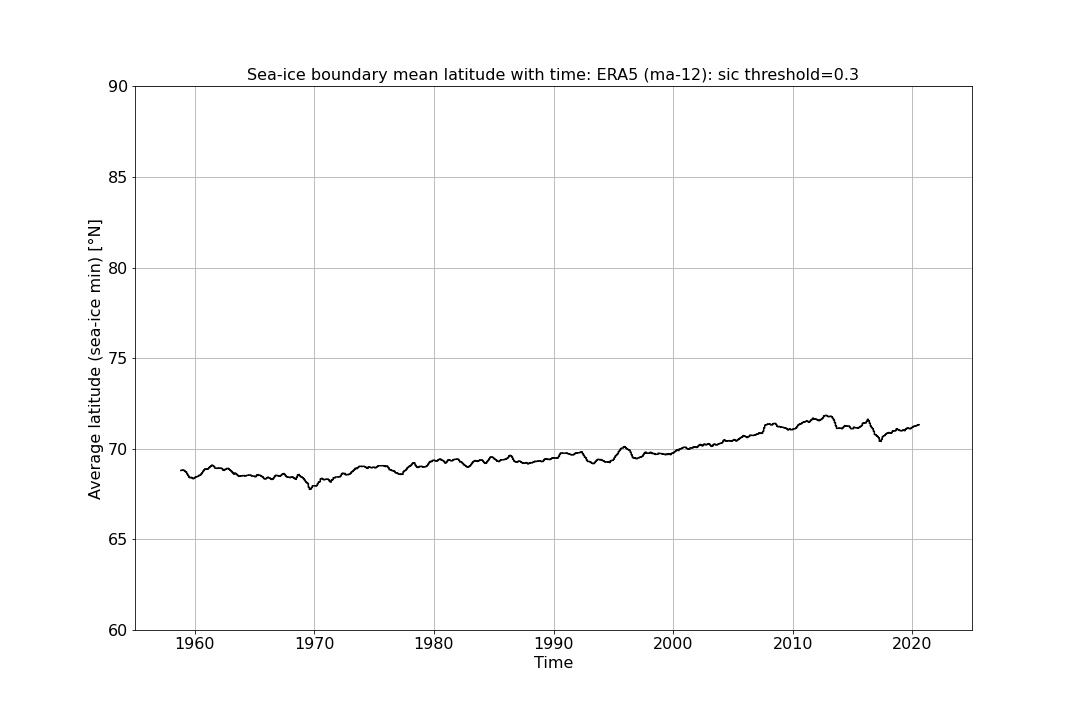 Sea-ice boundary mean latitude with time: ERA5 (ma-12): sic threshold=0.3
90
85
80
75
70
65
60
Average latitude (sea-ice min) [°N]
1960 1970 1980 1990 2000 2010 2020
Time